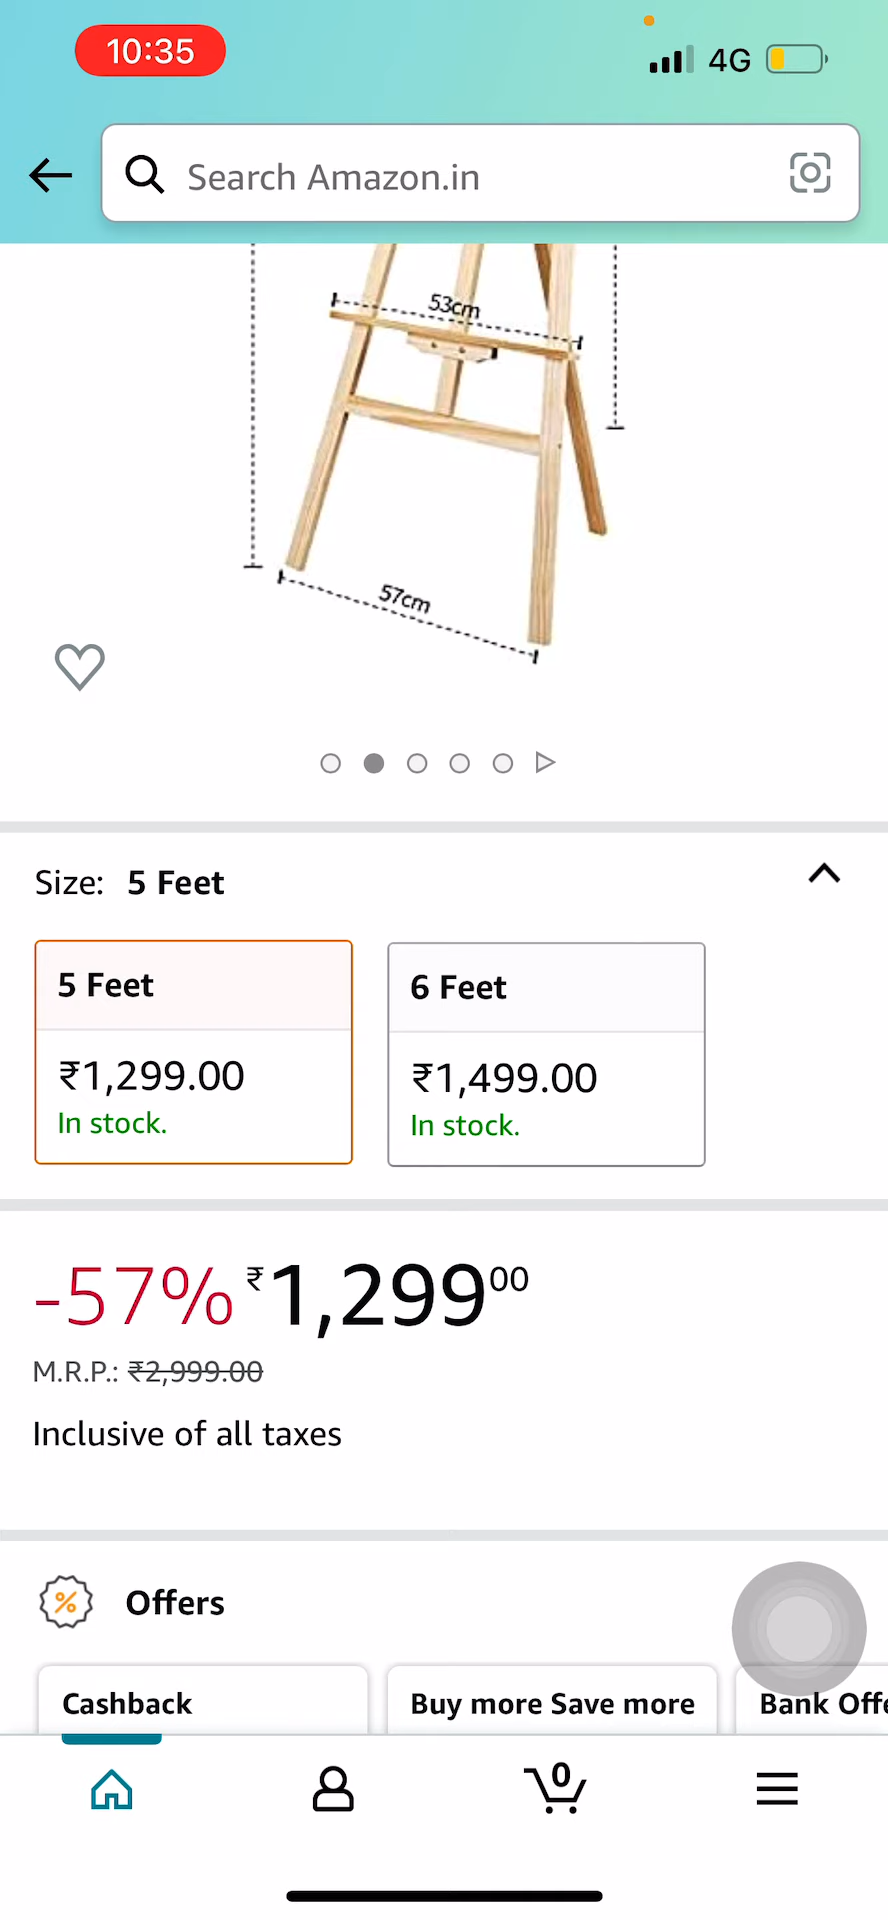 10:35
4G
Search Amazon.in
53cm
57cm
Size: 5 Feet
5 Feet
₹1,299.00
In stock.
6 Feet
₹1,499.00
In stock.
-57% ₹1,29900
M.R.P.: ₹2,999.00
Inclusive of all taxes
% Offers
Cashback
Buy more Save more
Bank Offe
0